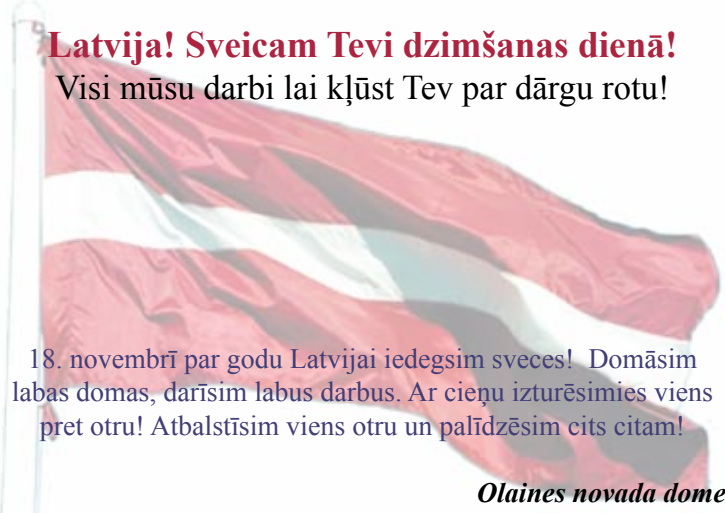 Latvija! Sveicam Tevi dzimšanas dienā!
Visi mūsu darbi lai kļūst Tev par dārgu rotu!
18. novembrī par godu Latvijai iedegsim sveces! Domāsim
labas domas, darīsim labus darbus. Ar cieņu izturēsimies viens
pret otru! Atbalstīsim viens otru un palīdzēsim cits citam!
Olaines novada dome